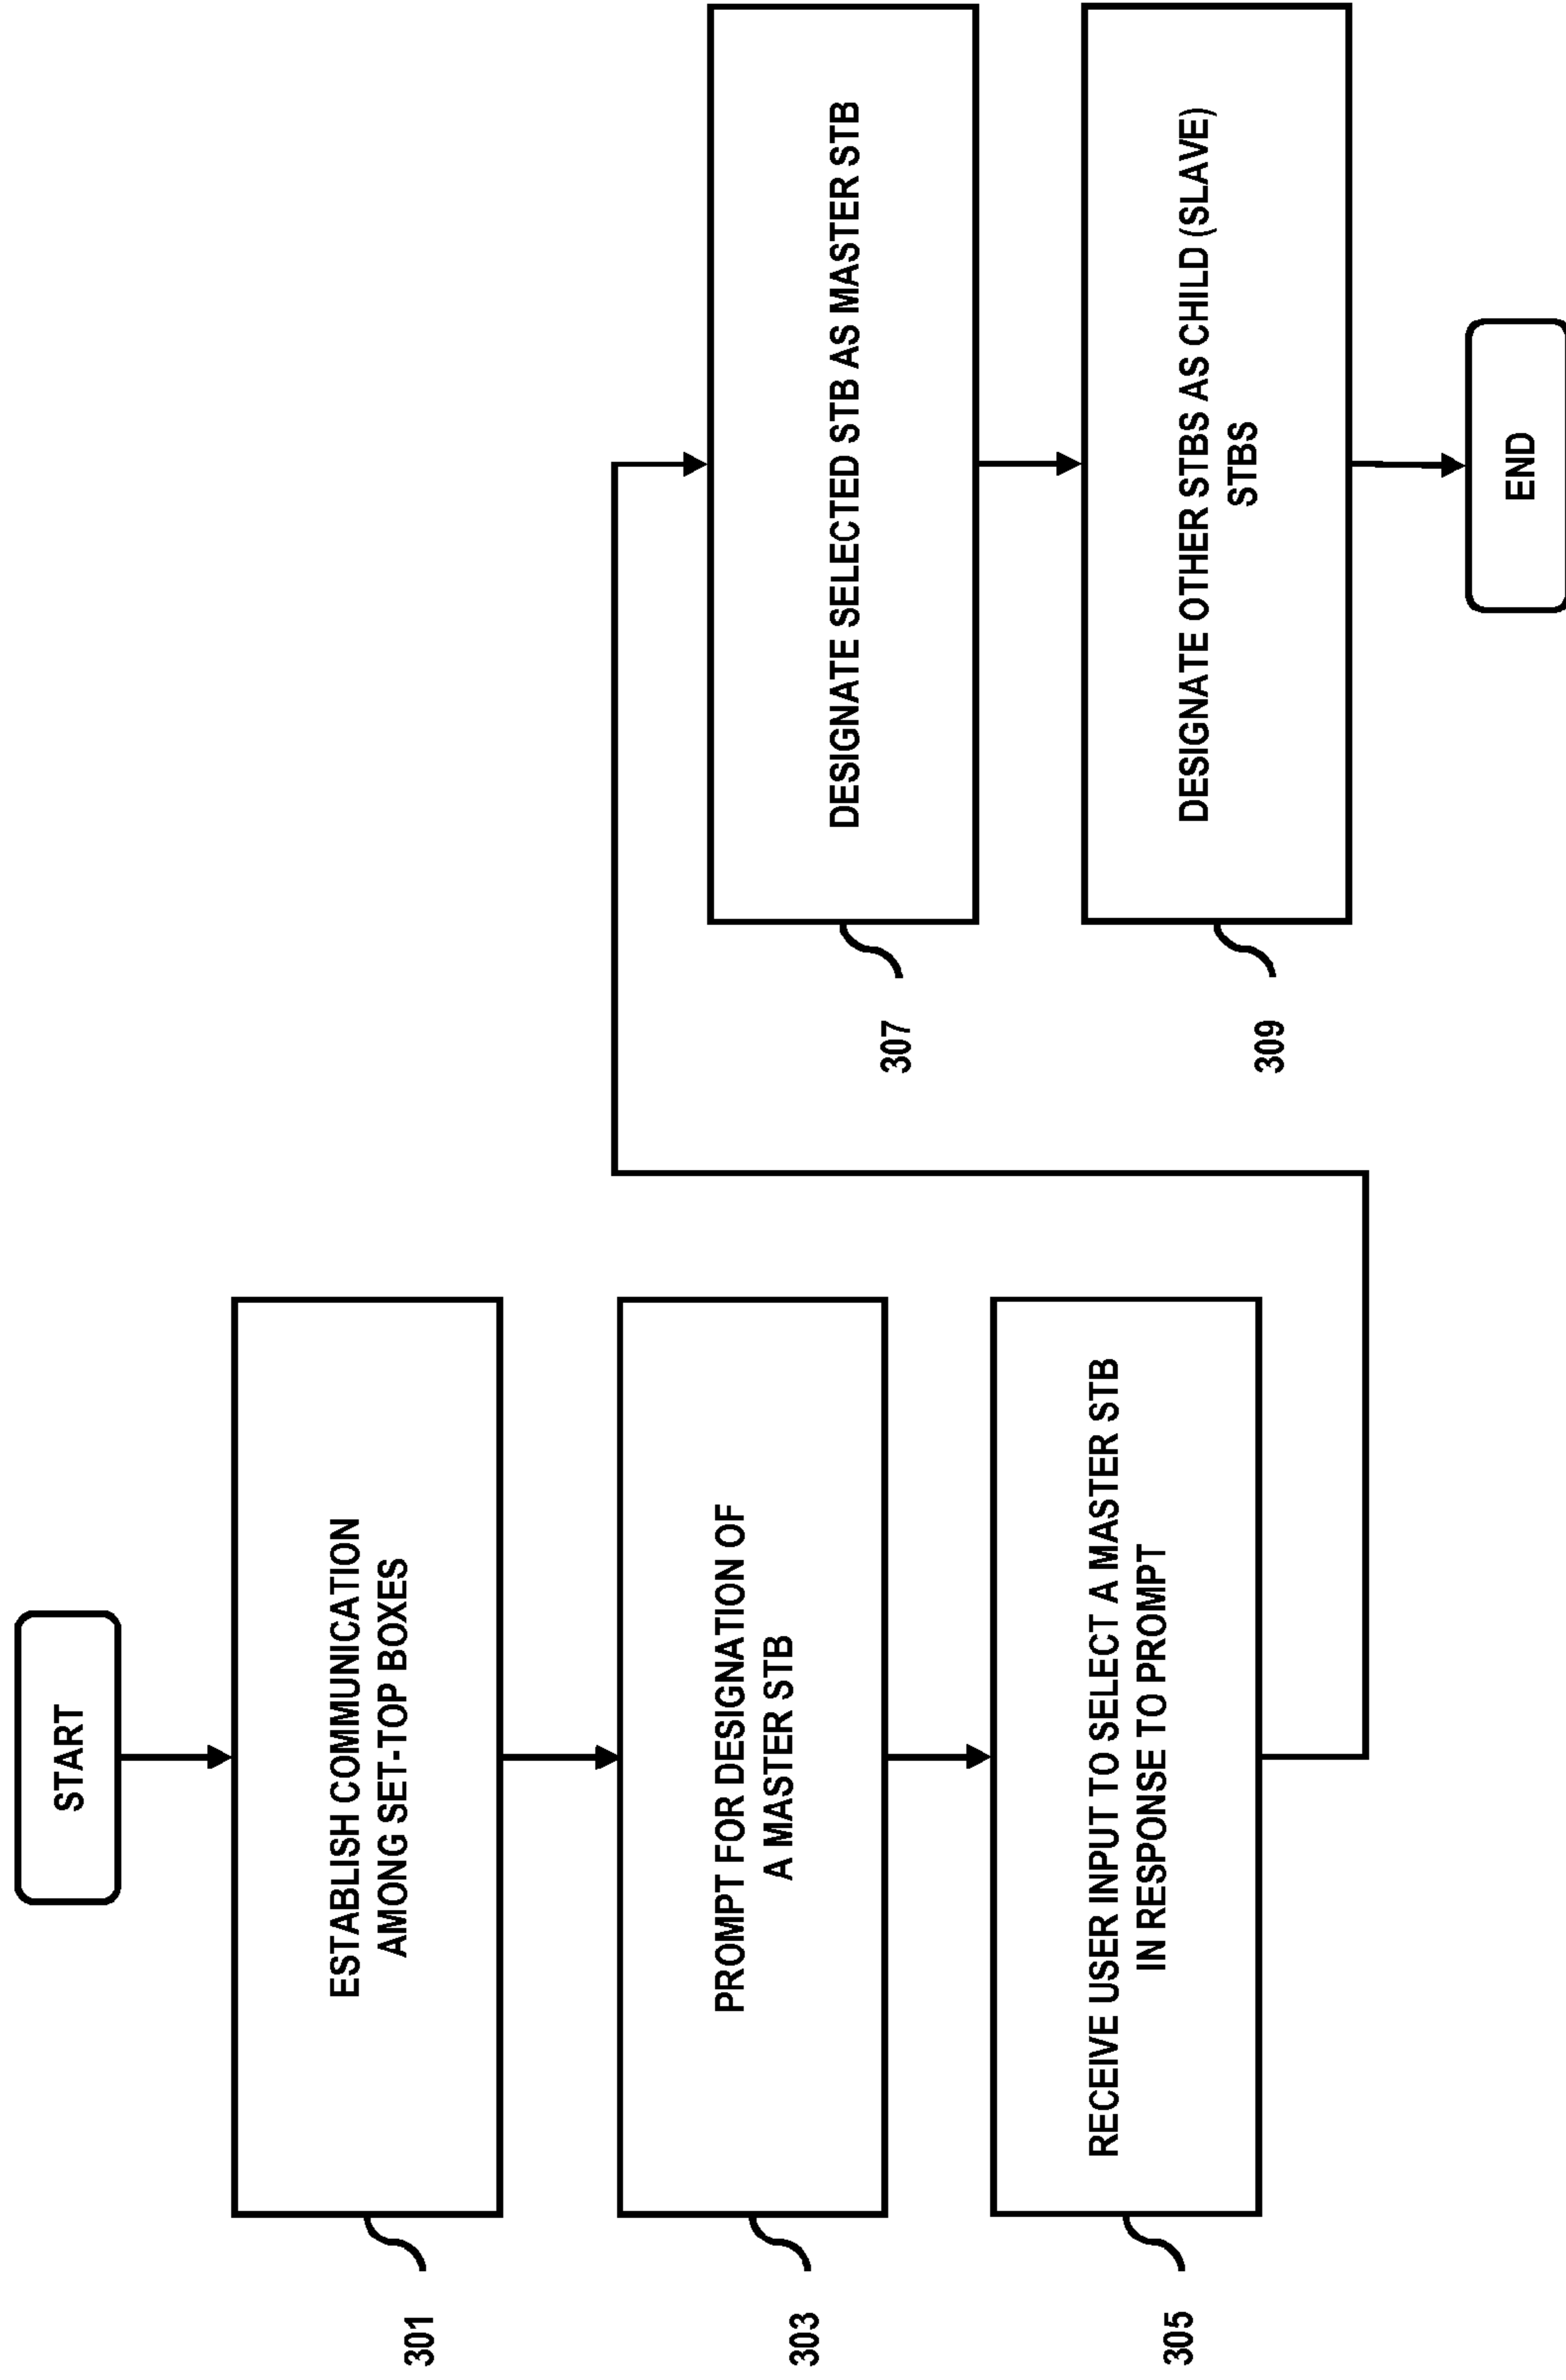 START
301
ESTABLISH COMMUNICATION
AMONG SET-TOP BOXES
303
PROMPT FOR DESIGNATION OF
A MASTER STB
305
RECEIVE USER INPUT TO SELECT A MASTER STB
IN RESPONSE TO PROMPT
307
DESIGNATE SELECTED STB AS MASTER STB
309
DESIGNATE OTHER STBS AS CHILD (SLAVE)
STBS
END